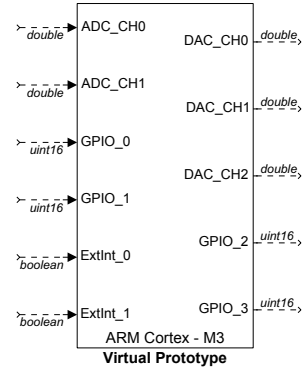 ADC_CH0
double
ADC_CH1
double
GPIO_0
uint16
GPIO_1
uint16
ExtInt_0
boolean
ExtInt_1
boolean
DAC_CH0
double
DAC_CH1
double
DAC_CH2
double
GPIO_2
uint16
GPIO_3
uint16
ARM Cortex - M3
Virtual Prototype